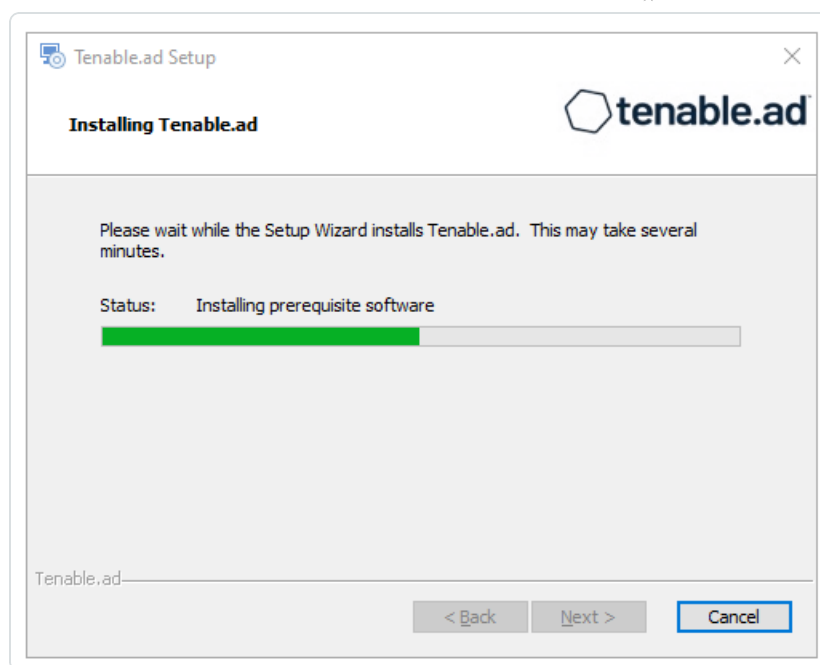 Tenable.ad Setup
tenable.ad
Installing Tenable.ad
Please wait while the Setup Wizard installs Tenable.ad. This may take several
minutes.
Status: Installing prerequisite software
Tenable.ad
< Back Next > Cancel